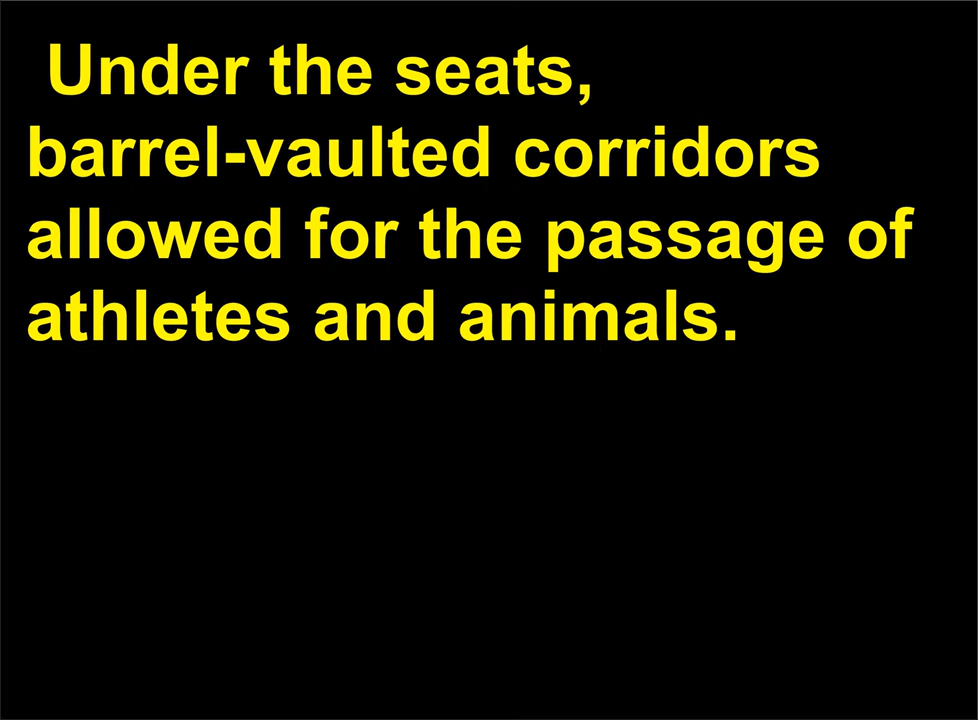 Under the seats,
barrel-vaulted corridors
allowed for the passage of
athletes and animals.